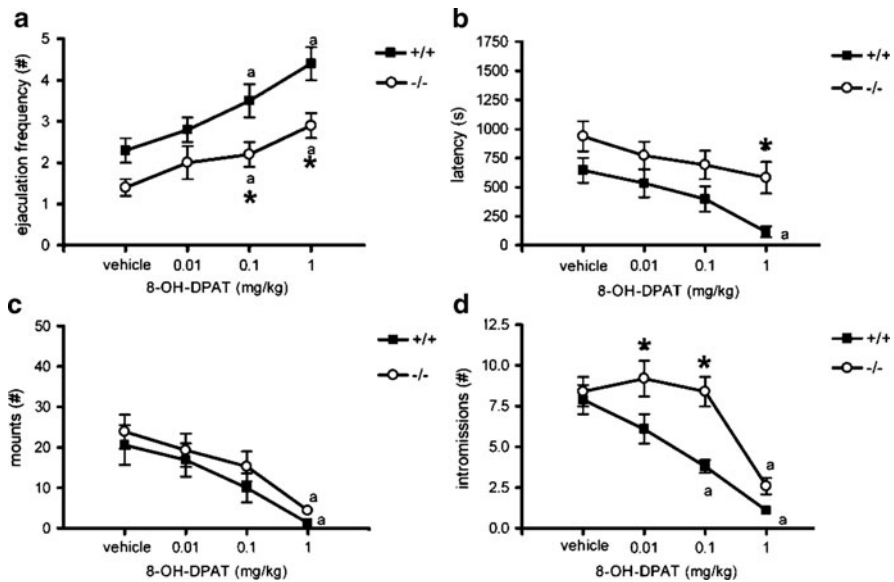 a
5
4
3
2
1
0
ejaculation frequency (#)
a
a
a
*
a
*
vehicle
0.01
0.1
1
8-OH-DPAT (mg/kg)
+/+
-/-
b
1750
1500
1250
1000
750
500
250
0
latency (s)
*
a
vehicle
0.01
0.1
1
8-OH-DPAT (mg/kg)
+/+
-/-
c
50
40
30
20
10
0
mounts (#)
a
a
vehicle
0.01
0.1
1
8-OH-DPAT (mg/kg)
+/+
-/-
d
12.5
10.0
7.5
5.0
2.5
0.0
intromissions (#)
*
*
a
a
a
vehicle
0.01
0.1
1
8-OH-DPAT (mg/kg)
+/+
-/-